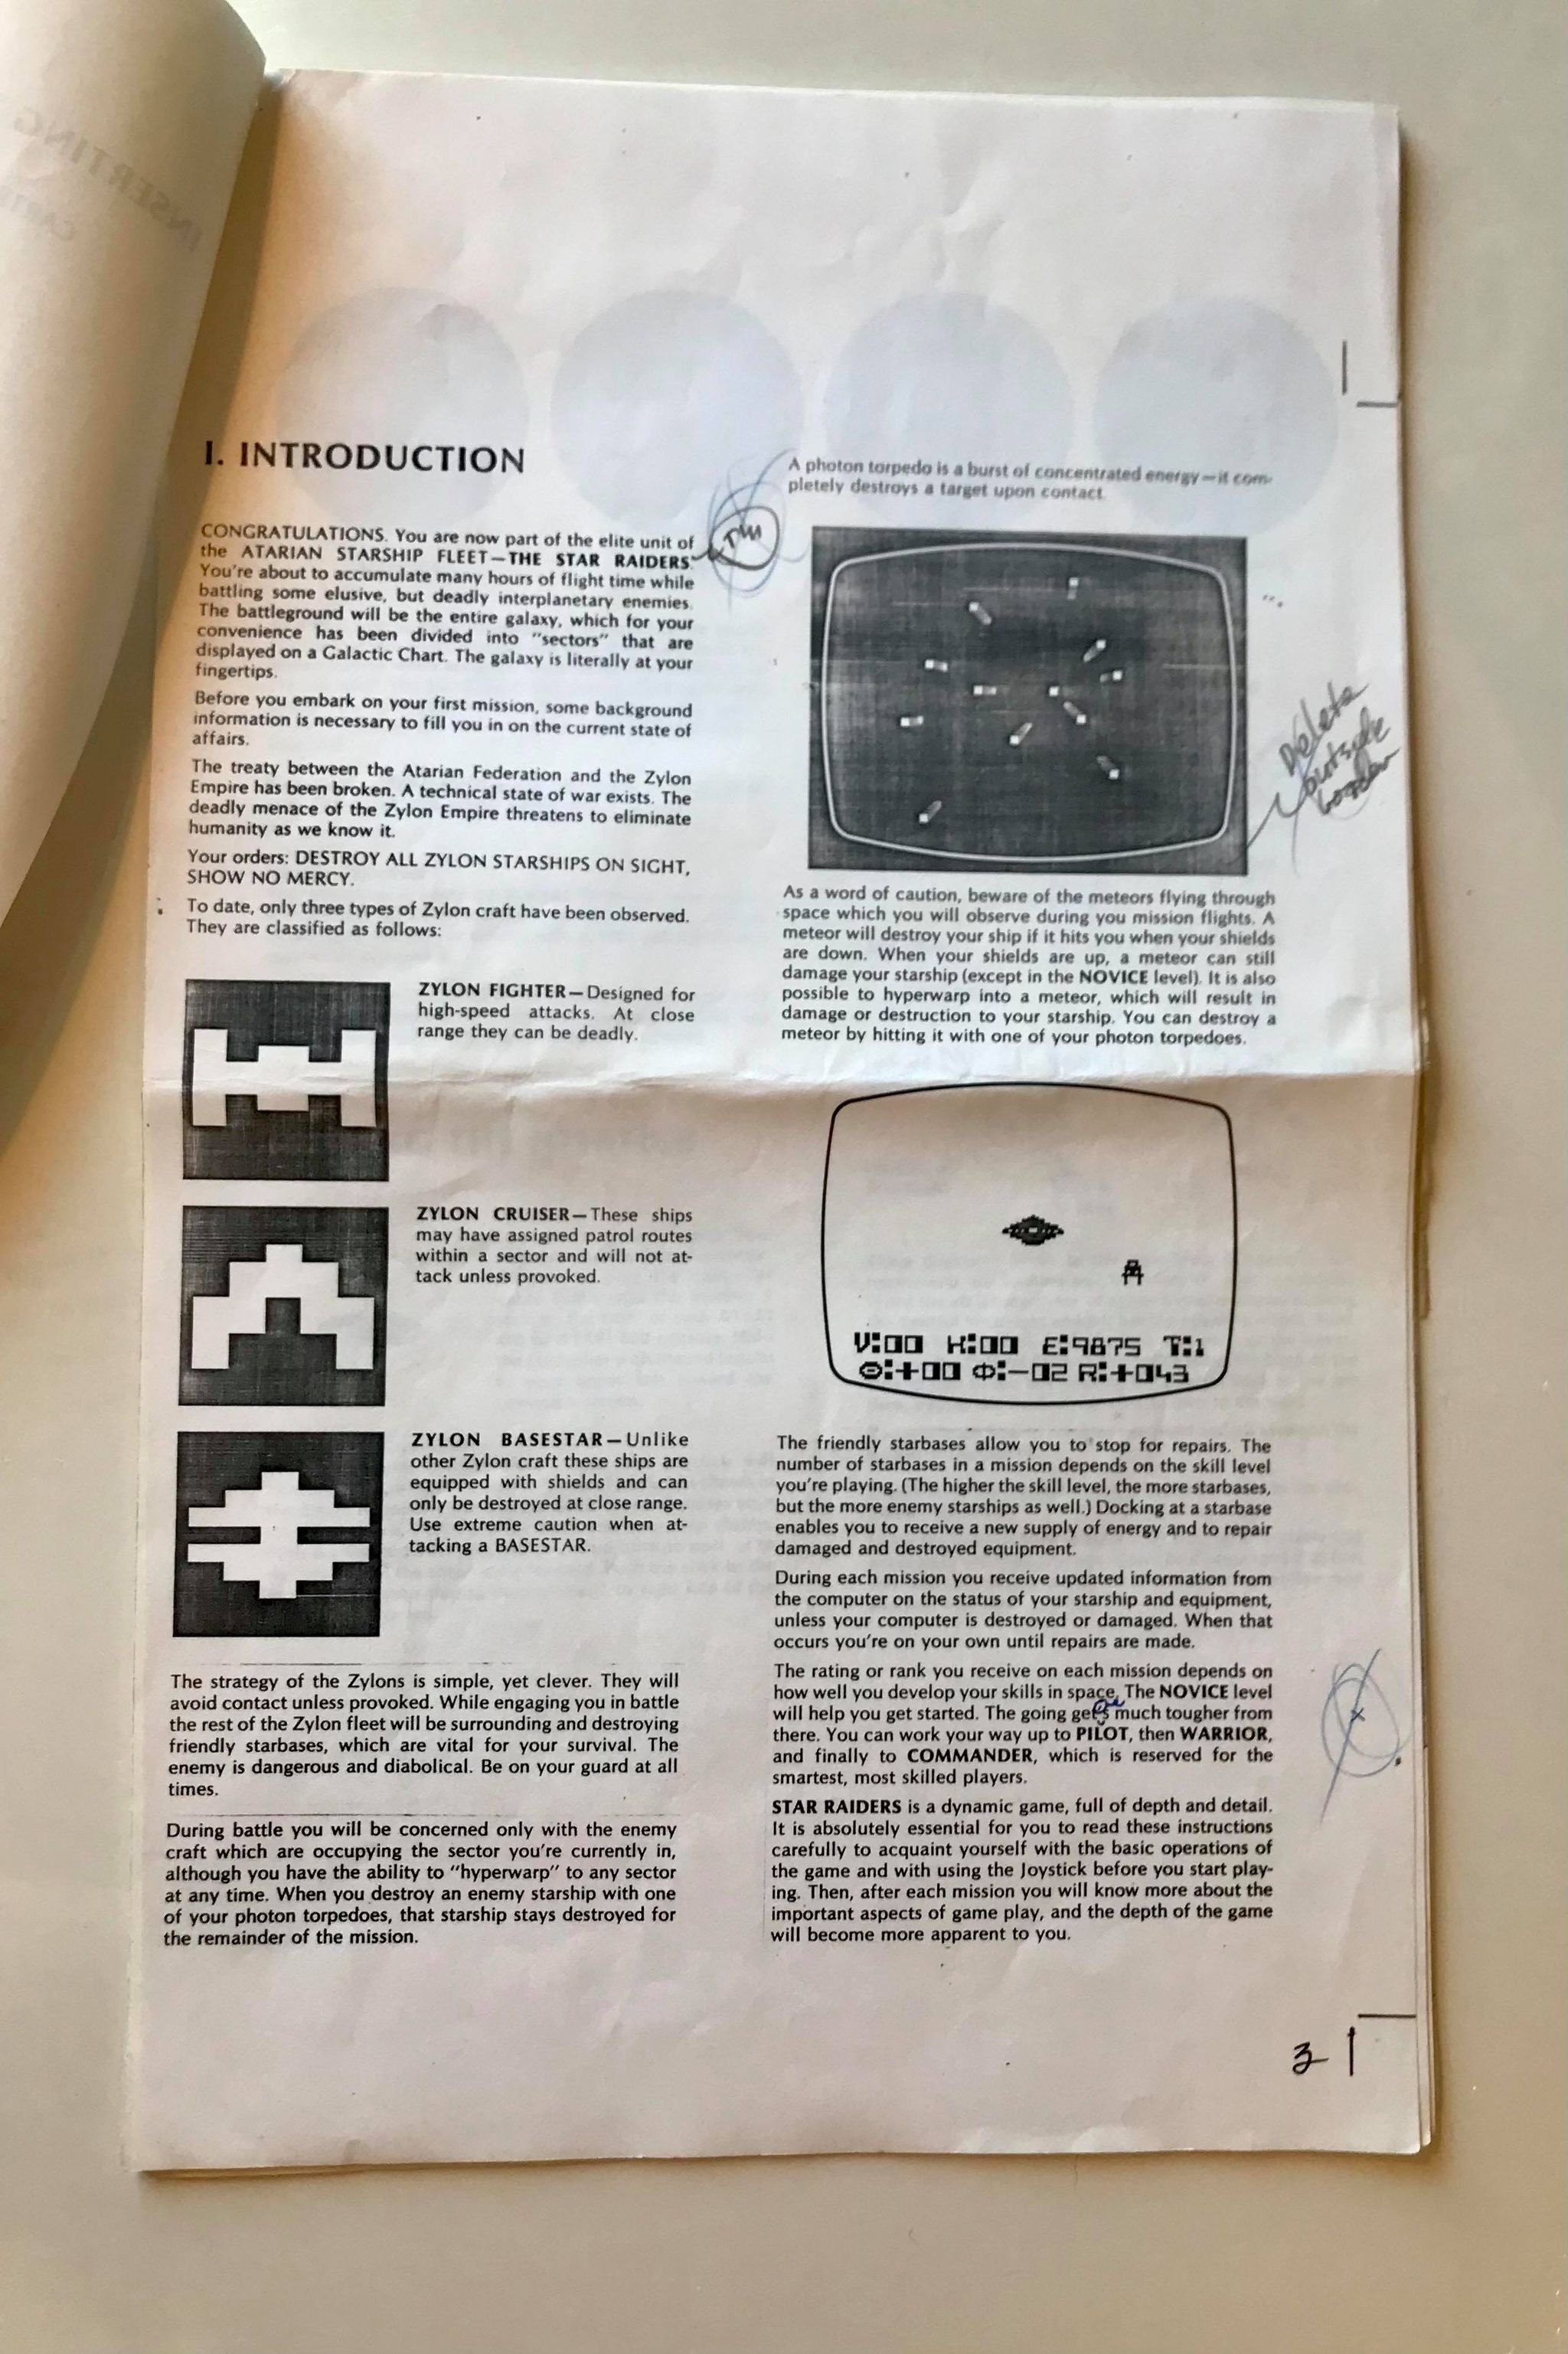 I. INTRODUCTION
CONGRATULATIONS. You are now part of the elite unit of
the ATARIAN STARSHIP FLEET—THE STAR RAIDERS.
TM
You're about to accumulate many hours of flight time while
battling some elusive, but deadly interplanetary enemies.
The battleground will be the entire galaxy, which for your
convenience has been divided into "sectors" that are
displayed on a Galactic Chart. The galaxy is literally at your
fingertips.
Before you embark on your first mission, some background
information is necessary to fill you in on the current state of
affairs.
The treaty between the Atarian Federation and the Zylon
Empire has been broken. A technical state of war exists. The
deadly menace of the Zylon Empire threatens to eliminate
humanity as we know it.
Your orders: DESTROY ALL ZYLON STARSHIPS ON SIGHT,
SHOW NO MERCY.
To date, only three types of Zylon craft have been observed.
They are classified as follows:
ZYLON FIGHTER—Designed for
high-speed attacks. At close
range they can be deadly.
ZYLON CRUISER—These ships
may have assigned patrol routes
within a sector and will not at-
tack unless provoked.
ZYLON BASESTAR—Unlike
other Zylon craft these ships are
equipped with shields and can
only be destroyed at close range.
Use extreme caution when at-
tacking a BASESTAR.
The strategy of the Zylons is simple, yet clever. They will
avoid contact unless provoked. While engaging you in battle
the rest of the Zylon fleet will be surrounding and destroying
friendly starbases, which are vital for your survival. The
enemy is dangerous and diabolical. Be on your guard at all
times.
During battle you will be concerned only with the enemy
craft which are occupying the sector you're currently in,
although you have the ability to "hyperwarp" to any sector
at any time. When you destroy an enemy starship with one
of your photon torpedoes, that starship stays destroyed for
the remainder of the mission.
A photon torpedo is a burst of concentrated energy—it com-
pletely destroys a target upon contact.
Delete
outside
border
As a word of caution, beware of the meteors flying through
space which you will observe during you mission flights. A
meteor will destroy your ship if it hits you when your shields
are down. When your shields are up, a meteor can still
damage your starship (except in the NOVICE level). It is also
possible to hyperwarp into a meteor, which will result in
damage or destruction to your starship. You can destroy a
meteor by hitting it with one of your photon torpedoes.
V:00 K:00 E:9875 T:1
Θ:+00 Φ:-02 R:+043
The friendly starbases allow you to stop for repairs. The
number of starbases in a mission depends on the skill level
you're playing. (The higher the skill level, the more starbases,
but the more enemy starships as well.) Docking at a starbase
enables you to receive a new supply of energy and to repair
damaged and destroyed equipment.
During each mission you receive updated information from
the computer on the status of your starship and equipment,
unless your computer is destroyed or damaged. When that
occurs you're on your own until repairs are made.
The rating or rank you receive on each mission depends on
how well you develop your skills in space. The NOVICE level
will help you get started. The going gets much tougher from
there. You can work your way up to PILOT, then WARRIOR,
and finally to COMMANDER, which is reserved for the
smartest, most skilled players.
STAR RAIDERS is a dynamic game, full of depth and detail.
It is absolutely essential for you to read these instructions
carefully to acquaint yourself with the basic operations of
the game and with using the Joystick before you start play-
ing. Then, after each mission you will know more about the
important aspects of game play, and the depth of the game
will become more apparent to you.
3